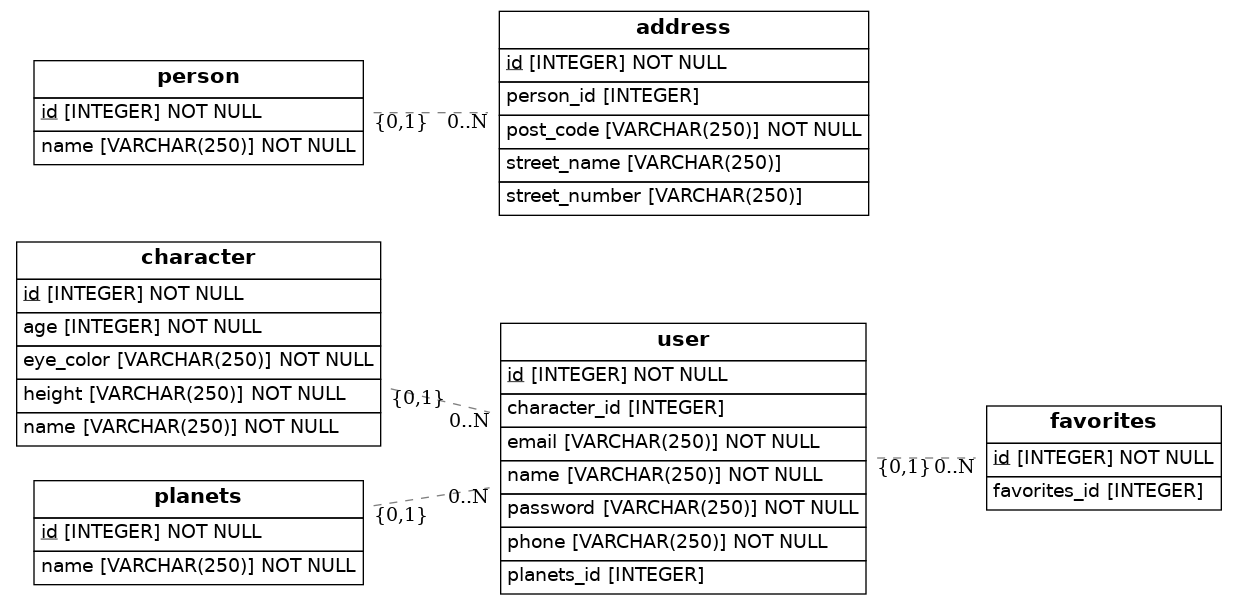 person
id [INTEGER] NOT NULL
name [VARCHAR(250)] NOT NULL
{0,1} 0..N
address
id [INTEGER] NOT NULL
person_id [INTEGER]
post_code [VARCHAR(250)] NOT NULL
street_name [VARCHAR(250)]
street_number [VARCHAR(250)]
character
id [INTEGER] NOT NULL
age [INTEGER] NOT NULL
eye_color [VARCHAR(250)] NOT NULL
height [VARCHAR(250)] NOT NULL
name [VARCHAR(250)] NOT NULL
{0,1}
0..N
planets
id [INTEGER] NOT NULL
name [VARCHAR(250)] NOT NULL
0..N
{0,1}
user
id [INTEGER] NOT NULL
character_id [INTEGER]
email [VARCHAR(250)] NOT NULL
name [VARCHAR(250)] NOT NULL
password [VARCHAR(250)] NOT NULL
phone [VARCHAR(250)] NOT NULL
planets_id [INTEGER]
{0,1} 0..N
favorites
id [INTEGER] NOT NULL
favorites_id [INTEGER]